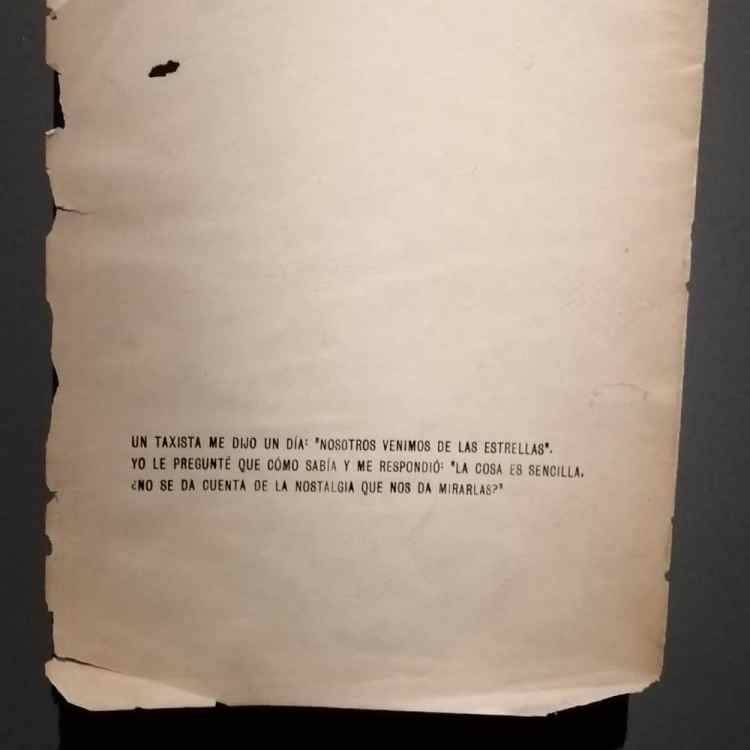 UN TAXISTA ME DIJO UN DÍA: "NOSOTROS VENIMOS DE LAS ESTRELLAS".
YO LE PREGUNTÉ QUE CÓMO SABÍA Y ME RESPONDIÓ: "LA COSA ES SENCILLA,
¿NO SE DA CUENTA DE LA NOSTALGIA QUE NOS DA MIRARLAS?"